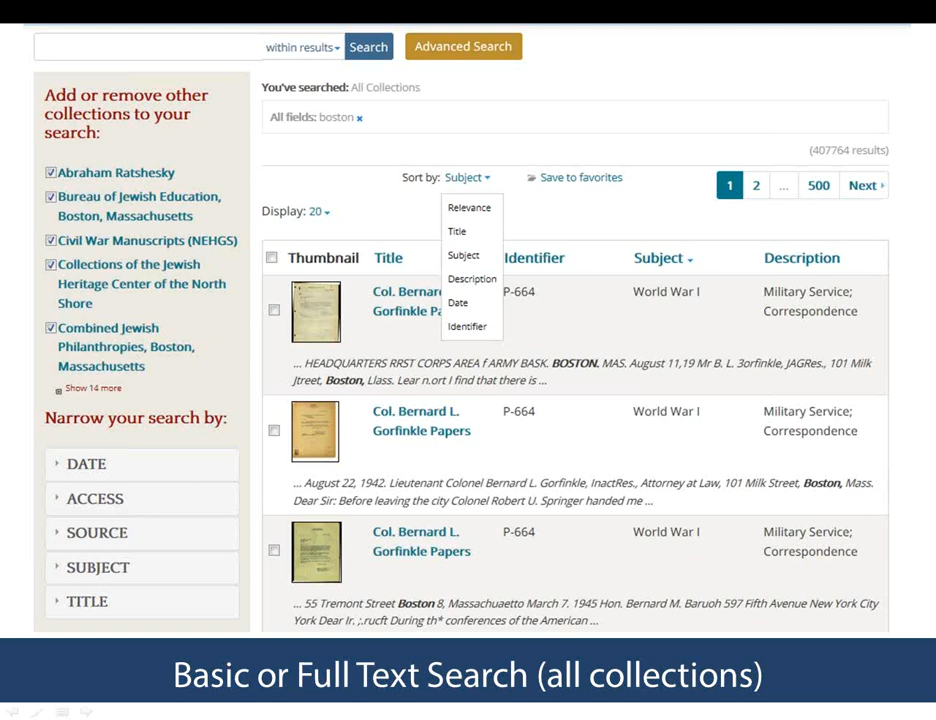 within results Search Advanced Search
Add or remove other
collections to your
search:
Abraham Ratshesky
Bureau of Jewish Education,
Boston, Massachusetts
Civil War Manuscripts (NEHGS)
Collections of the Jewish
Heritage Center of the North
Shore
Combined Jewish
Philanthropies, Boston,
Massachusetts
Show 14 more
Narrow your search by:
DATE
ACCESS
SOURCE
SUBJECT
TITLE
You've searched: All Collections
All fields: boston x
(407764 results)
Sort by: Subject Save to favorites 1 2 ... 500 Next
Display: 20
Relevance
Title
Subject
Description
Date
Identifier
Thumbnail Title Identifier Subject Description
Col. Bernar P-664 World War I Military Service;
Gorfinkle Pa Correspondence
... HEADQUARTERS RRST CORPS AREA f ARMY BASK. BOSTON. MAS. August 11,19 Mr B. L. 3orfinkle, JAGRes., 101 Milk
Jtreet, Boston, Llass. Lear n.ort I find that there is ...
Col. Bernard L. P-664 World War I Military Service;
Gorfinkle Papers Correspondence
... August 22, 1942. Lieutenant Colonel Bernard L. Gorfinkle, InactRes., Attorney at Law, 101 Milk Street, Boston, Mass.
Dear Sir: Before leaving the city Colonel Robert U. Springer handed me ...
Col. Bernard L. P-664 World War I Military Service;
Gorfinkle Papers Correspondence
... 55 Tremont Street Boston 8, Massachuaetto March 7. 1945 Hon. Bernard M. Baruoh 597 Fifth Avenue New York City
York Dear Ir, ;.rucft During th* conferences of the American ...
Basic or Full Text Search (all collections)